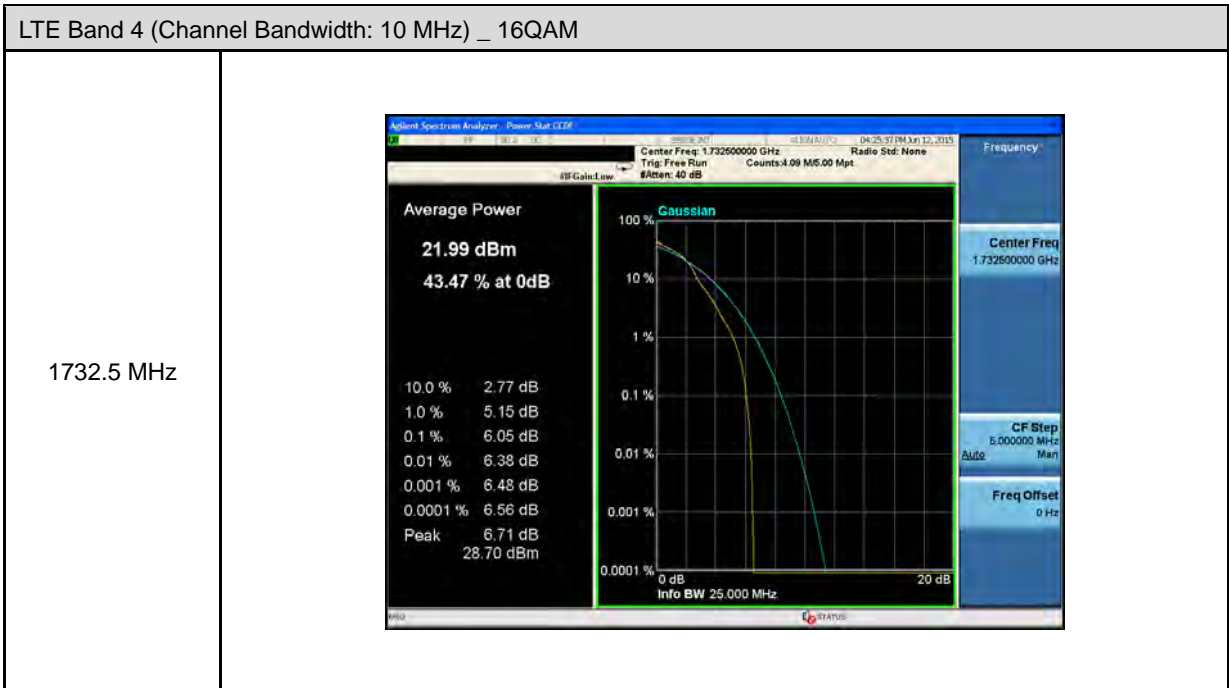 LTE Band 4 (Channel Bandwidth: 10 MHz) _ 16QAM
1732.5 MHz
Agilent Spectrum Analyzer - Power Stat CCDF
ALIGN AUTO 04:25:37 PM Jun 12, 2015
Center Freq: 1.732500000 GHz Radio Std: None
Trig: Free Run Counts:4.09 M/5.00 Mpt
#IFGain:Low #Atten: 40 dB
Average Power
21.99 dBm
43.47 % at 0dB
10.0 % 2.77 dB
1.0 % 5.15 dB
0.1 % 6.05 dB
0.01 % 6.38 dB
0.001 % 6.48 dB
0.0001 % 6.56 dB
Peak 6.71 dB
28.70 dBm
Gaussian
100 %
10 %
1 %
0.1 %
0.01 %
0.001 %
0.0001 %
0 dB 20 dB
Info BW 25.000 MHz
Frequency
Center Freq
1.732500000 GHz
CF Step
5.000000 MHz
Auto Man
Freq Offset
0 Hz
MSG STATUS